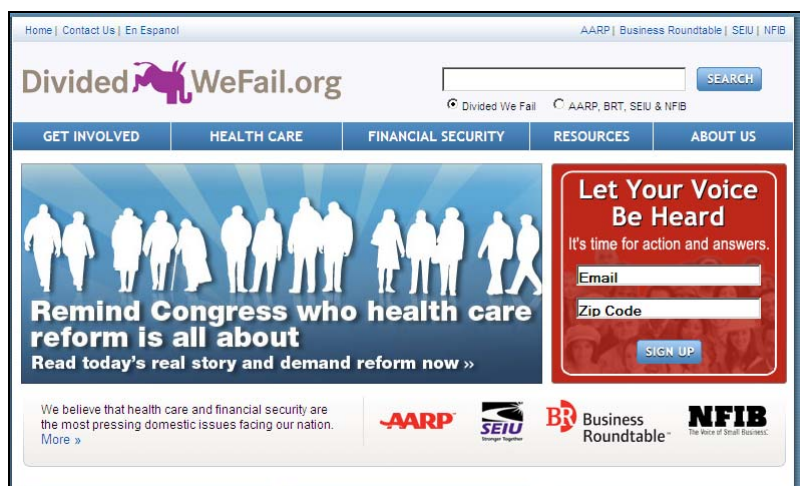 Home | Contact Us | En Espanol
AARP | Business Roundtable | SEIU | NFIB
Divided WeFail.org
SEARCH
Divided We Fail AARP, BRT, SEIU & NFIB
GET INVOLVED HEALTH CARE FINANCIAL SECURITY RESOURCES ABOUT US
Remind Congress who health care
reform is all about
Read today's real story and demand reform now »
Let Your Voice
Be Heard
It's time for action and answers.
Email
Zip Code
SIGN UP
We believe that health care and financial security are
the most pressing domestic issues facing our nation.
More »
AARP
SEIU
Stronger Together
BR Business
Roundtable
NFIB
The Voice of Small Business.